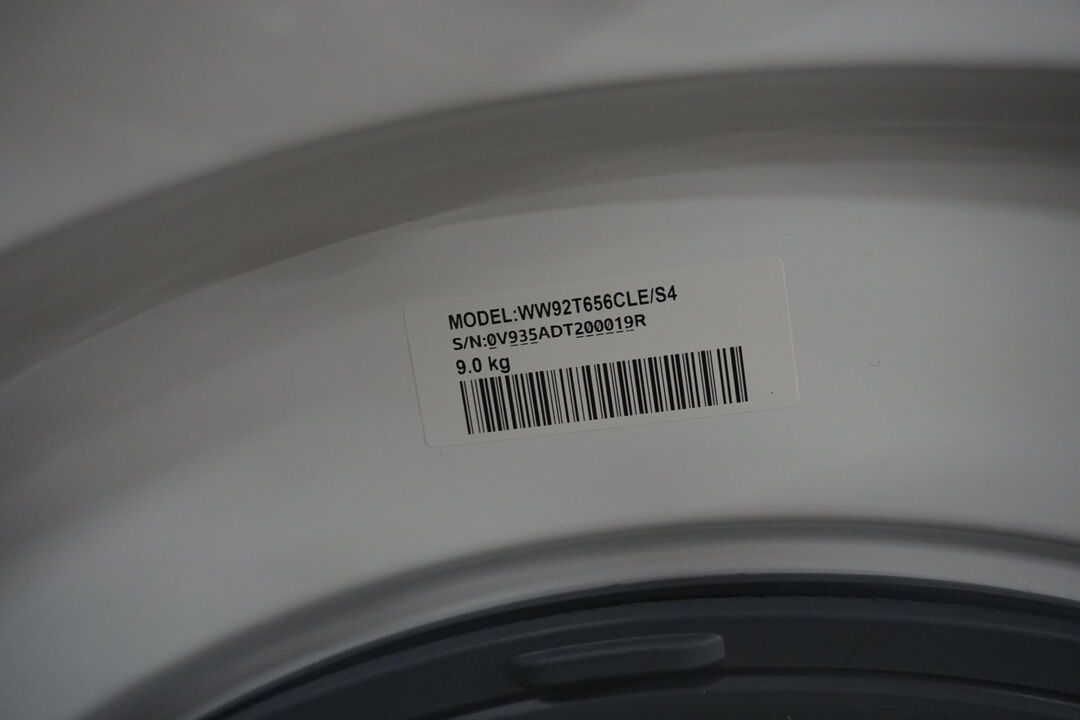 MODEL:WW92T656CLE/S4
S/N:0V935ADT200019R
9.0 kg